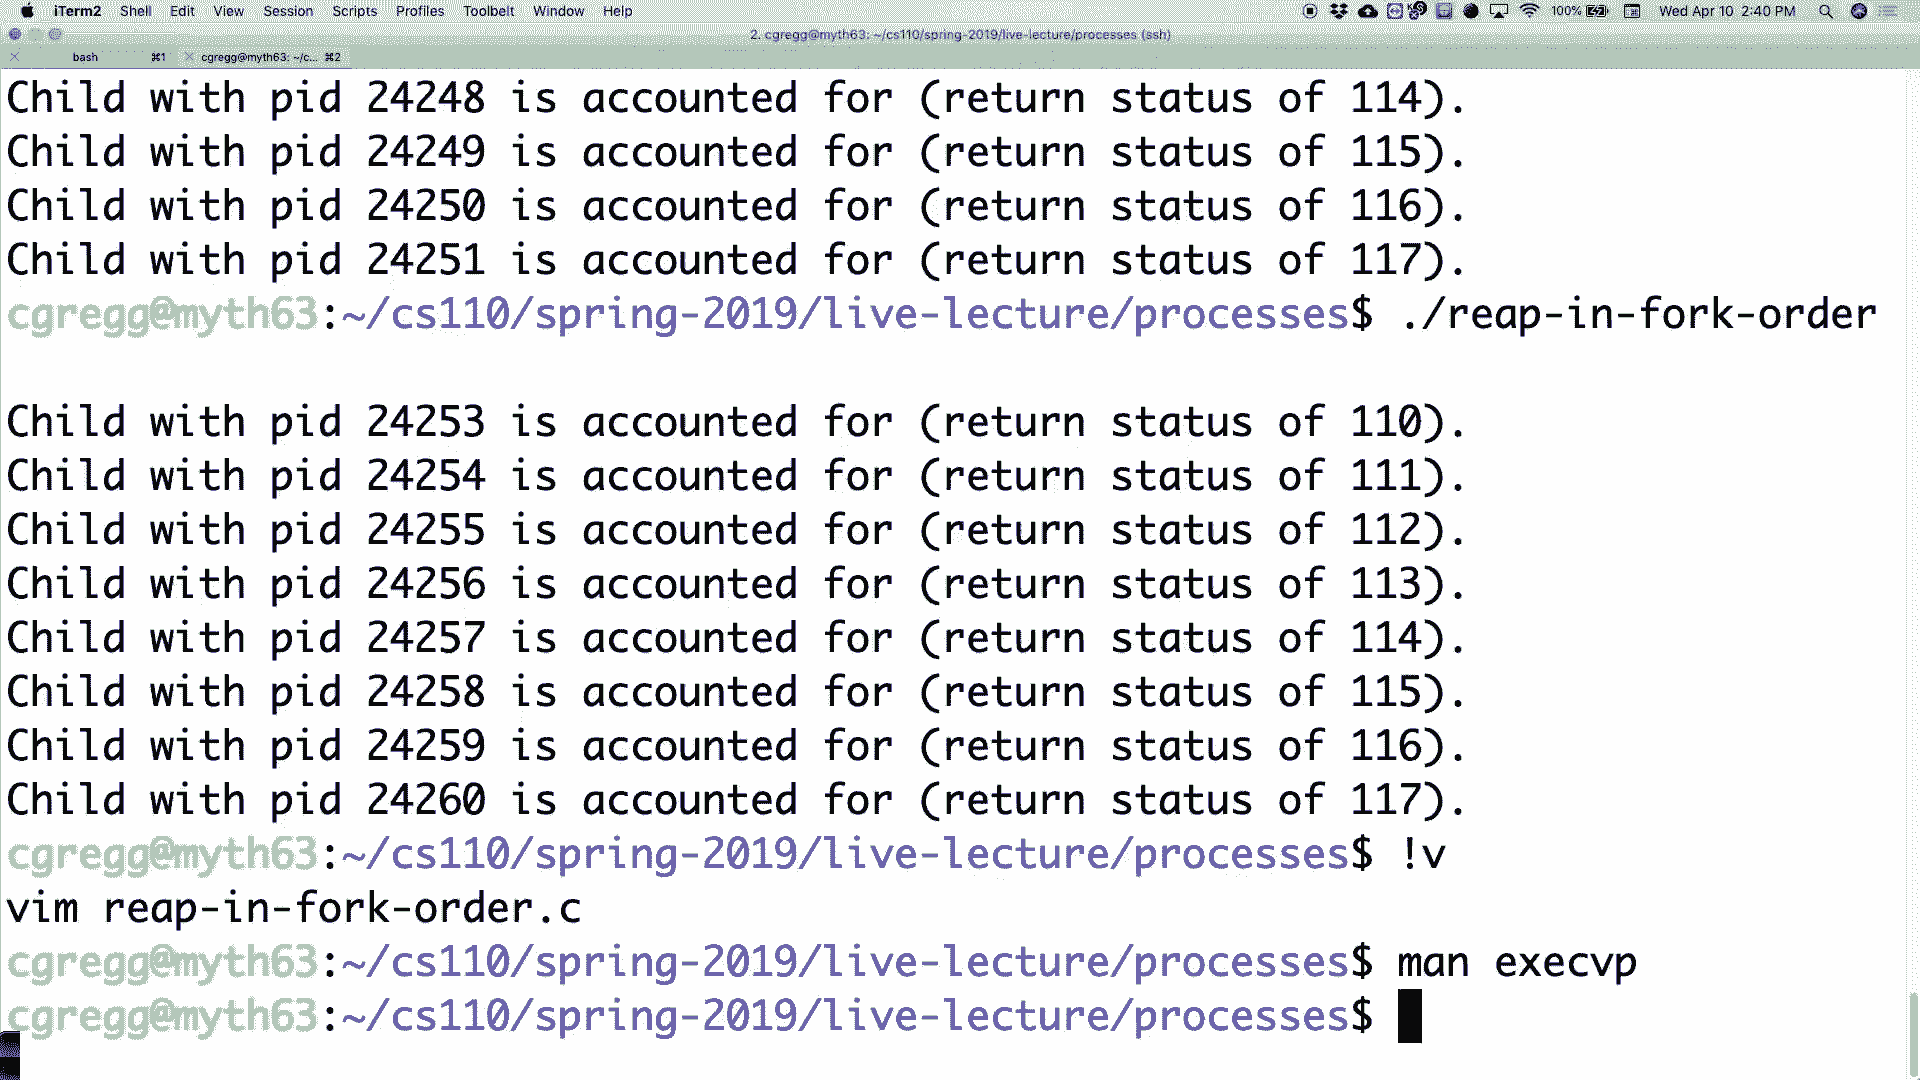 iTerm2 Shell Edit View Session Scripts Profiles Toolbelt Window Help 100% Wed Apr 10 2:40 PM
2. cgregg@myth63: ~/cs110/spring-2019/live-lecture/processes (ssh)
bash ⌘1 cgregg@myth63: ~/c... ⌘2
Child with pid 24248 is accounted for (return status of 114).
Child with pid 24249 is accounted for (return status of 115).
Child with pid 24250 is accounted for (return status of 116).
Child with pid 24251 is accounted for (return status of 117).
cgregg@myth63:~/cs110/spring-2019/live-lecture/processes$ ./reap-in-fork-order
Child with pid 24253 is accounted for (return status of 110).
Child with pid 24254 is accounted for (return status of 111).
Child with pid 24255 is accounted for (return status of 112).
Child with pid 24256 is accounted for (return status of 113).
Child with pid 24257 is accounted for (return status of 114).
Child with pid 24258 is accounted for (return status of 115).
Child with pid 24259 is accounted for (return status of 116).
Child with pid 24260 is accounted for (return status of 117).
cgregg@myth63:~/cs110/spring-2019/live-lecture/processes$ !v
vim reap-in-fork-order.c
cgregg@myth63:~/cs110/spring-2019/live-lecture/processes$ man execvp
cgregg@myth63:~/cs110/spring-2019/live-lecture/processes$